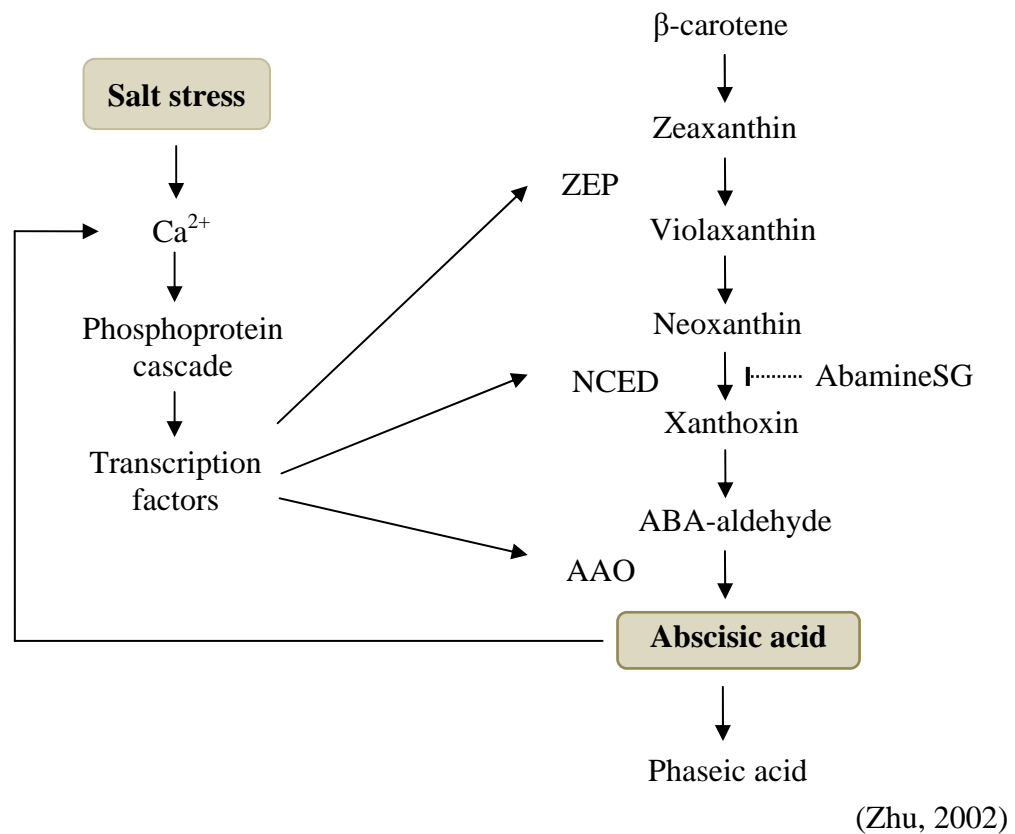 Salt stress
Ca²⁺
Phosphoprotein
cascade
Transcription
factors
ZEP
NCED
AAO
β-carotene
Zeaxanthin
Violaxanthin
Neoxanthin
AbamineSG
Xanthoxin
ABA-aldehyde
Abscisic acid
Phaseic acid
(Zhu, 2002)